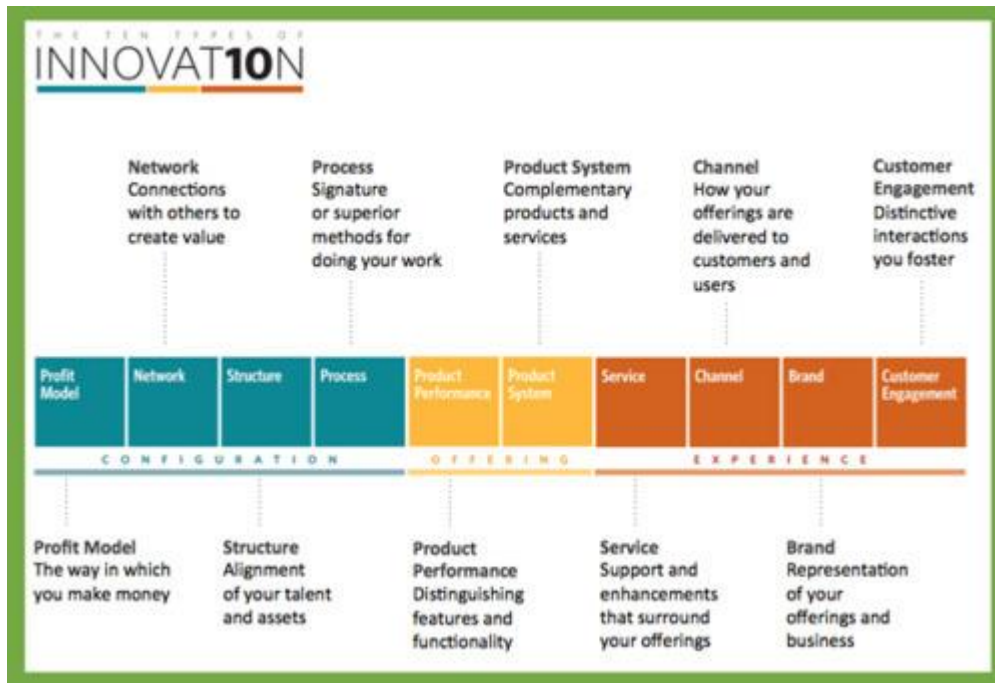 THE TEN TYPES OF
INNOVAT10N
Network
Connections
with others to
create value
Process
Signature
or superior
methods for
doing your work
Product System
Complementary
products and
services
Channel
How your
offerings are
delivered to
customers and
users
Customer
Engagement
Distinctive
interactions
you foster
Profit
Model
Network
Structure
Process
Product
Performance
Product
System
Service
Channel
Brand
Customer
Engagement
CONFIGURATION
OFFERING
EXPERIENCE
Profit Model
The way in which
you make money
Structure
Alignment
of your talent
and assets
Product
Performance
Distinguishing
features and
functionality
Service
Support and
enhancements
that surround
your offerings
Brand
Representation
of your
offerings and
business